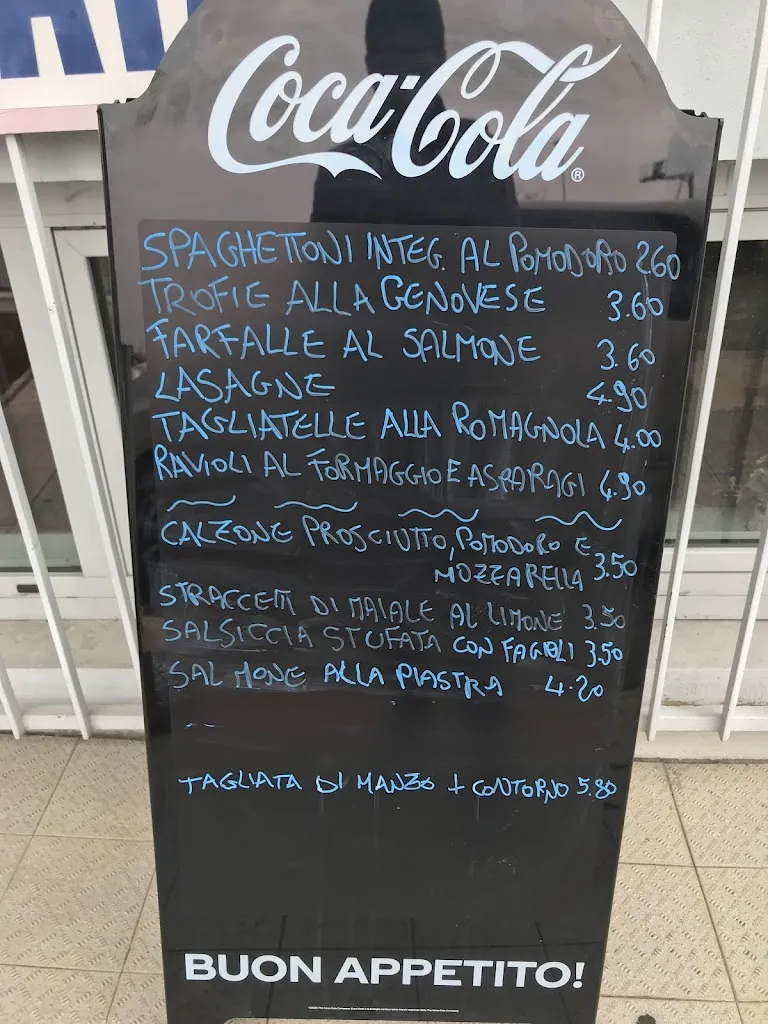 Coca-Cola®
SPAGHETTONI INTEG. AL POMODORO 260
TROFIE ALLA GENOVESE 3.60
FARFALLE AL SALMONE 3.60
LASAGNE 4.90
TAGLIATELLE ALLA ROMAGNOLA 4.00
RAVIOLI AL FORMAGGIO E ASPARAGI 4.90
CALZONE PROSCIUTTO, POMODORO E
MOZZARELLA 3.50
STRACCETTI DI MAIALE AL LIMONE 3.50
SALSICCIA STUFATA CON FAGIOLI 3.50
SALMONE ALLA PIASTRA 4.20
TAGLIATA DI MANZO + CONTORNO 5.80
BUON APPETITO!